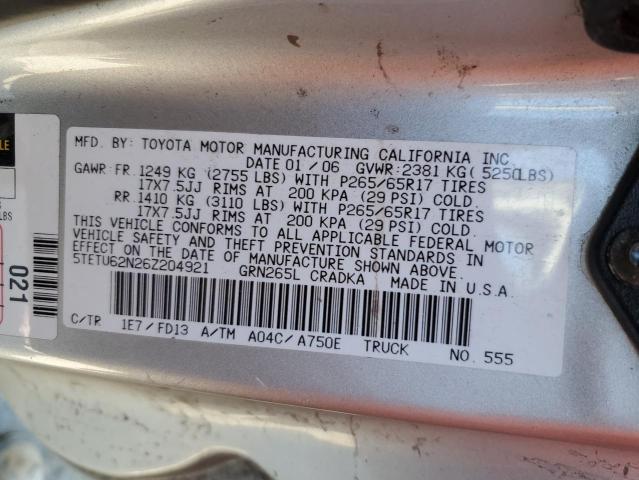 MFD. BY: TOYOTA MOTOR MANUFACTURING CALIFORNIA INC
DATE 01 / 06 GVWR: 2381 KG ( 5250LBS)
GAWR: FR. 1249 KG (2755 LBS) WITH P265/65R17 TIRES
17X7.5JJ RIMS AT 200 KPA (29 PSI) COLD.
RR. 1410 KG (3110 LBS) WITH P265/65R17 TIRES
17X7.5JJ RIMS AT 200 KPA (29 PSI) COLD.
THIS VEHICLE CONFORMS TO ALL APPLICABLE FEDERAL MOTOR
VEHICLE SAFETY AND THEFT PREVENTION STANDARDS IN
EFFECT ON THE DATE OF MANUFACTURE SHOWN ABOVE.
5TETU62N26Z204921 GRN265L CRADKA MADE IN U.S.A.
C/TR 1E7 / FD13 A/TM A04C / A750E TRUCK NO. 555
021
LBS